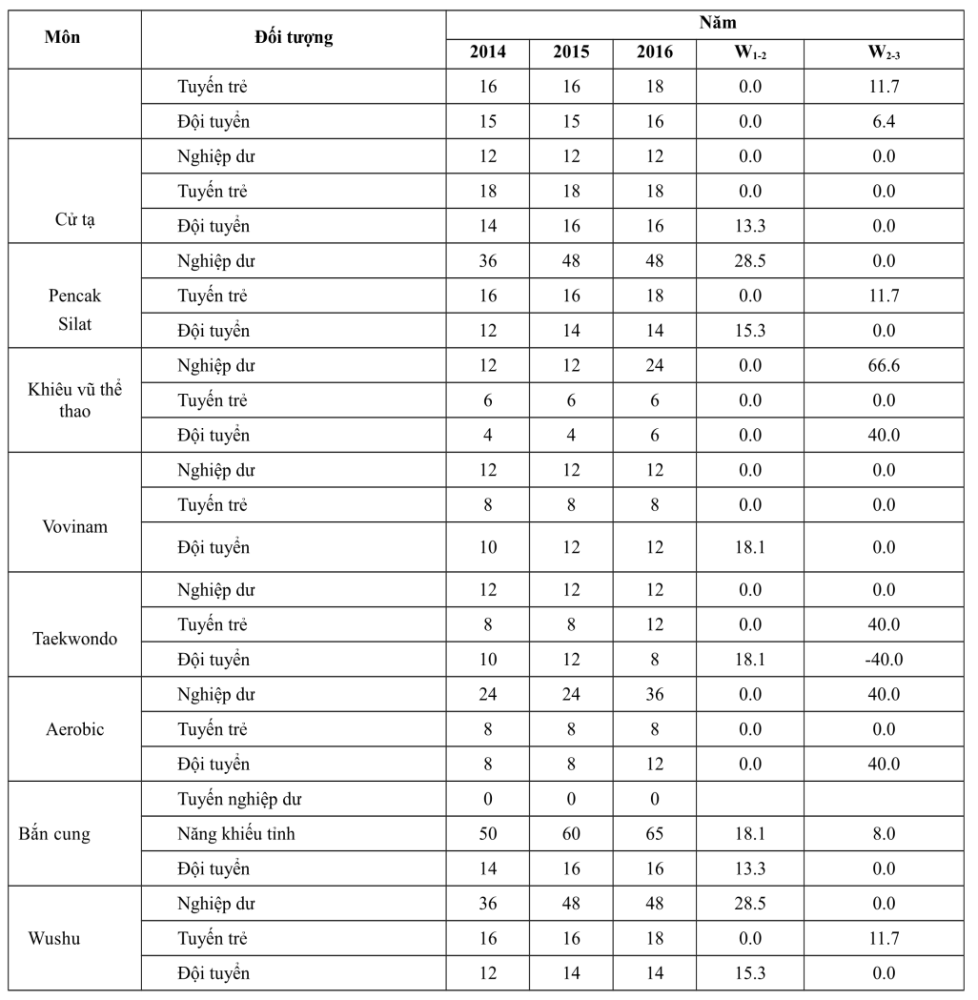 Môn Đối tượng Năm
2014 2015 2016 W1-2 W2-3
Tuyến trẻ 16 16 18 0.0 11.7
Đội tuyển 15 15 16 0.0 6.4
Nghiệp dư 12 12 12 0.0 0.0
Tuyến trẻ 18 18 18 0.0 0.0
Cử tạ Đội tuyển 14 16 16 13.3 0.0
Nghiệp dư 36 48 48 28.5 0.0
Pencak Tuyến trẻ 16 16 18 0.0 11.7
Silat Đội tuyển 12 14 14 15.3 0.0
Nghiệp dư 12 12 24 0.0 66.6
Khiêu vũ thể
thao Tuyến trẻ 6 6 6 0.0 0.0
Đội tuyển 4 4 6 0.0 40.0
Nghiệp dư 12 12 12 0.0 0.0
Tuyến trẻ 8 8 8 0.0 0.0
Vovinam
Đội tuyển 10 12 12 18.1 0.0
Nghiệp dư 12 12 12 0.0 0.0
Taekwondo Tuyến trẻ 8 8 12 0.0 40.0
Đội tuyển 10 12 8 18.1 -40.0
Nghiệp dư 24 24 36 0.0 40.0
Aerobic Tuyến trẻ 8 8 8 0.0 0.0
Đội tuyển 8 8 12 0.0 40.0
Tuyến nghiệp dư 0 0 0
Bắn cung Năng khiếu tỉnh 50 60 65 18.1 8.0
Đội tuyển 14 16 16 13.3 0.0
Nghiệp dư 36 48 48 28.5 0.0
Wushu Tuyến trẻ 16 16 18 0.0 11.7
Đội tuyển 12 14 14 15.3 0.0